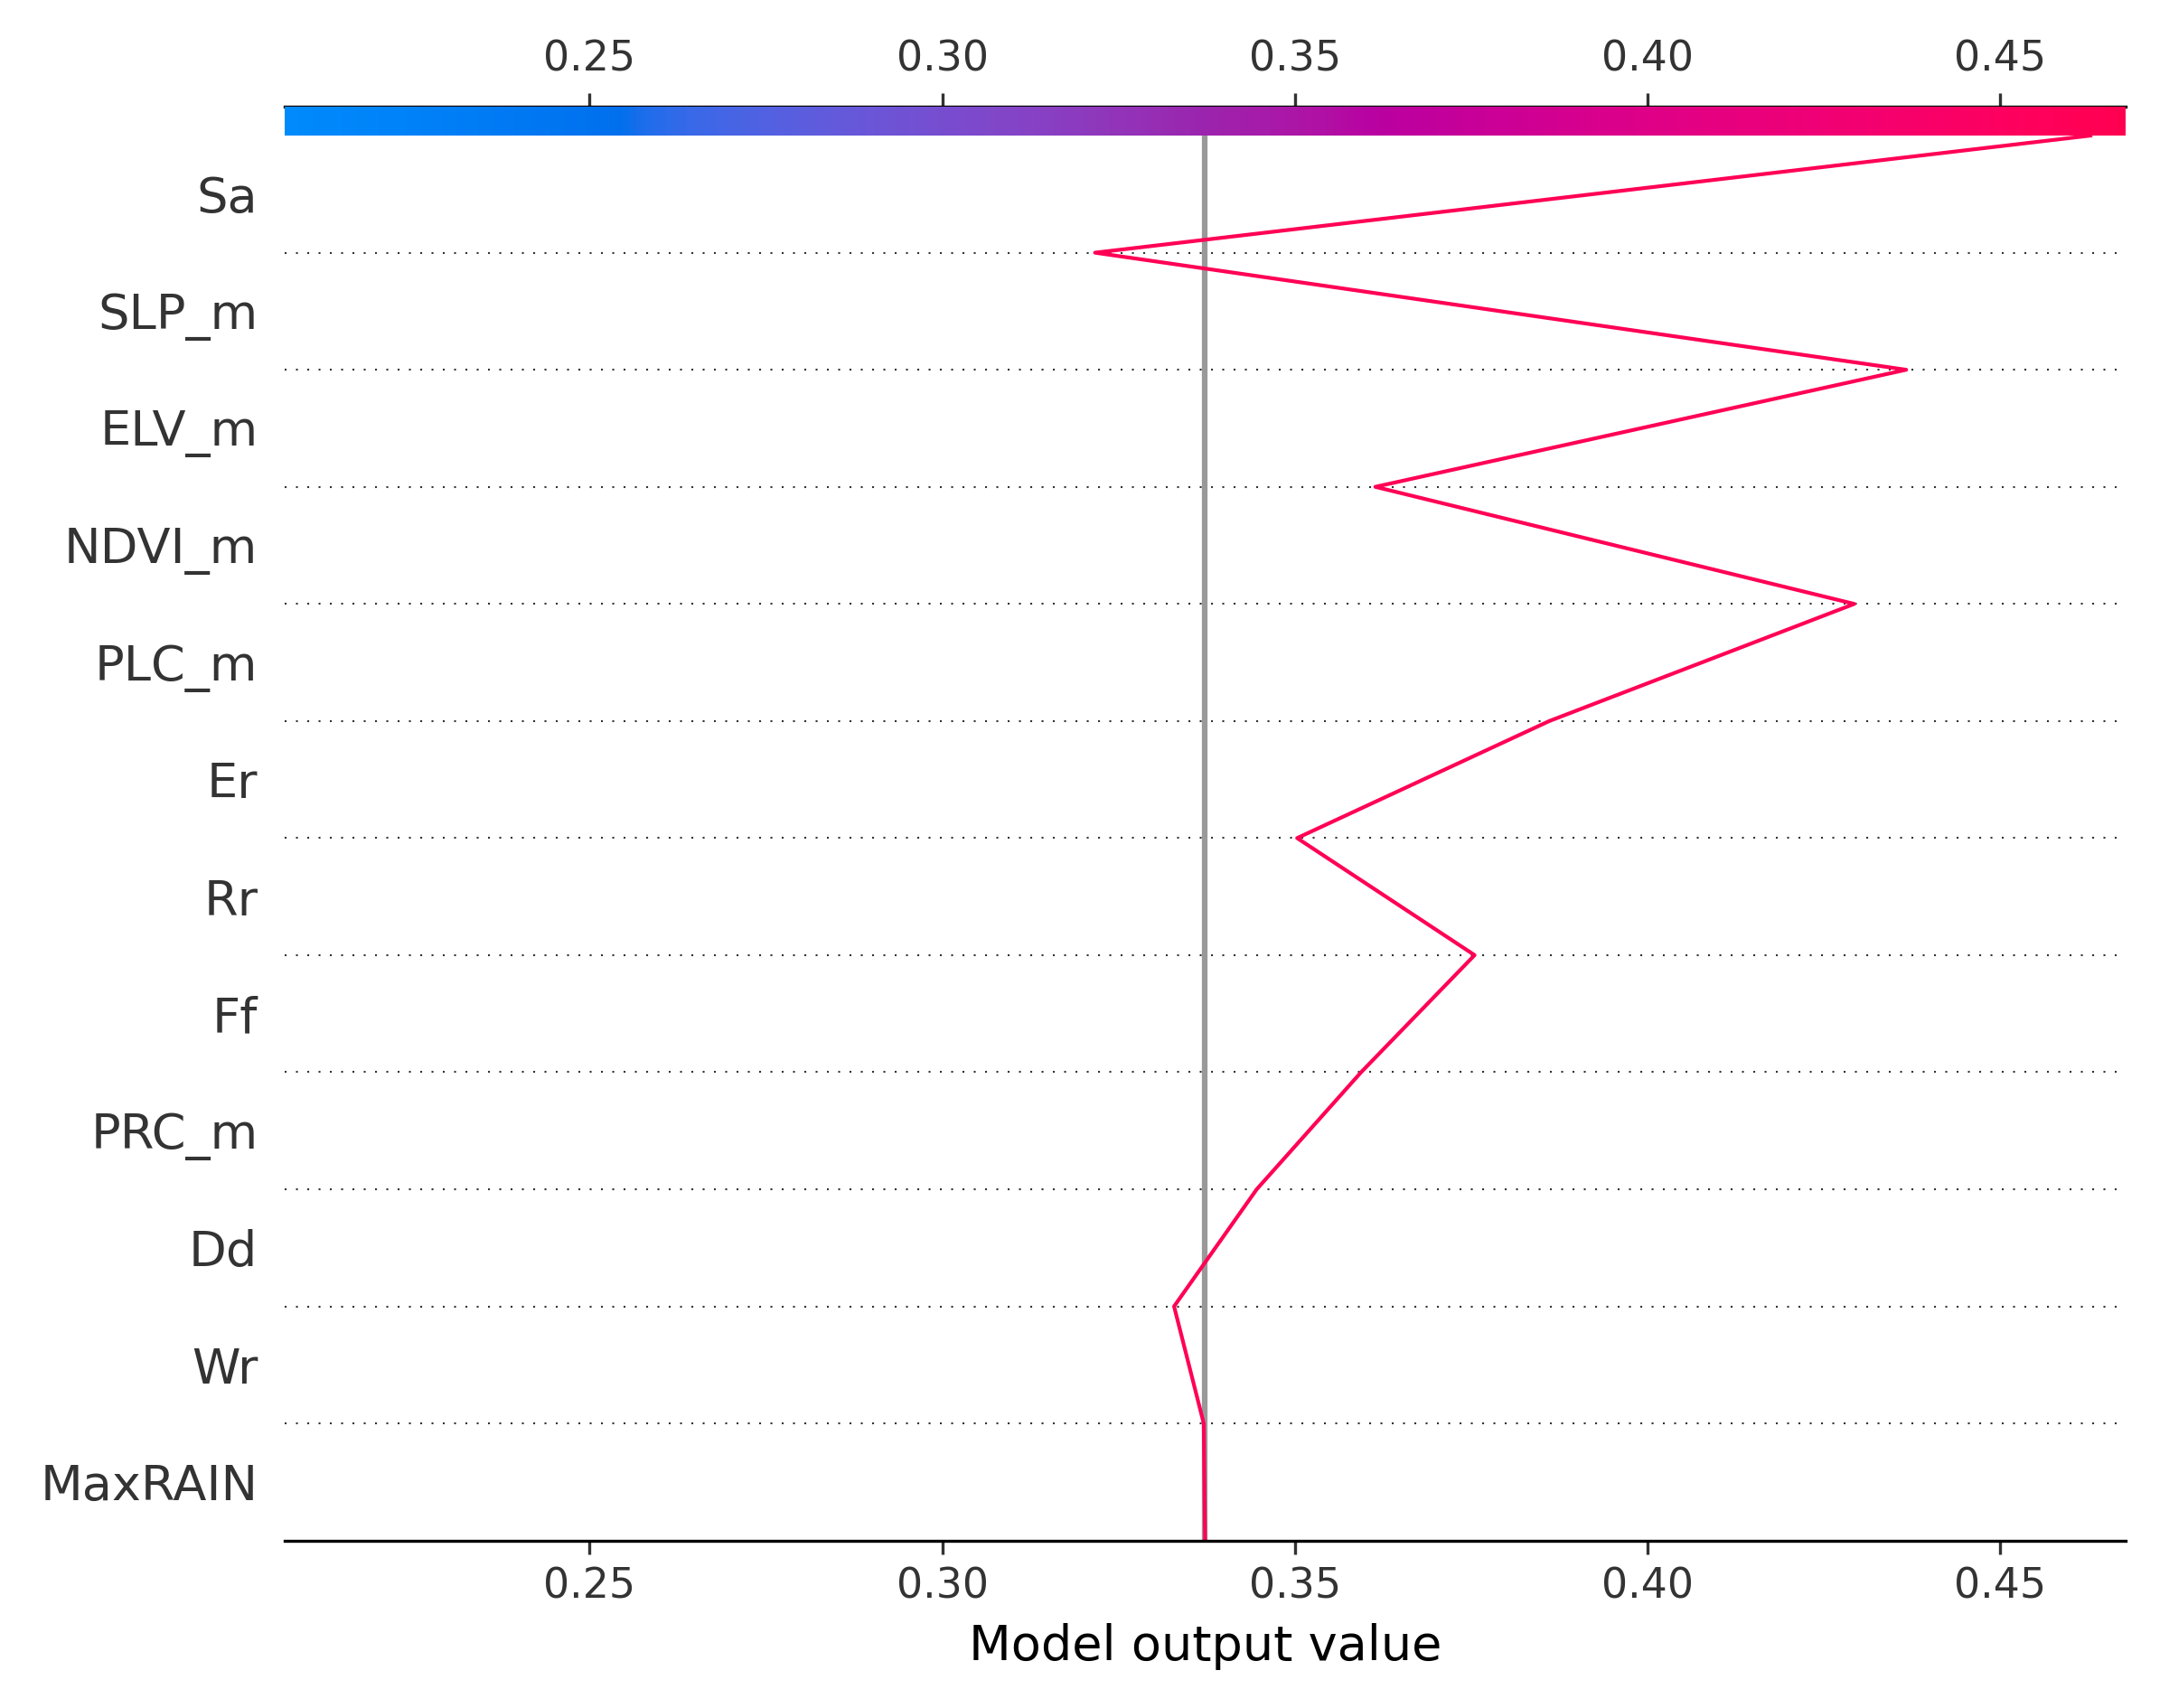 0.25 0.30 0.35 0.40 0.45
Sa
SLP_m
ELV_m
NDVI_m
PLC_m
Er
Rr
Ff
PRC_m
Dd
Wr
MaxRAIN
0.25 0.30 0.35 0.40 0.45
Model output value